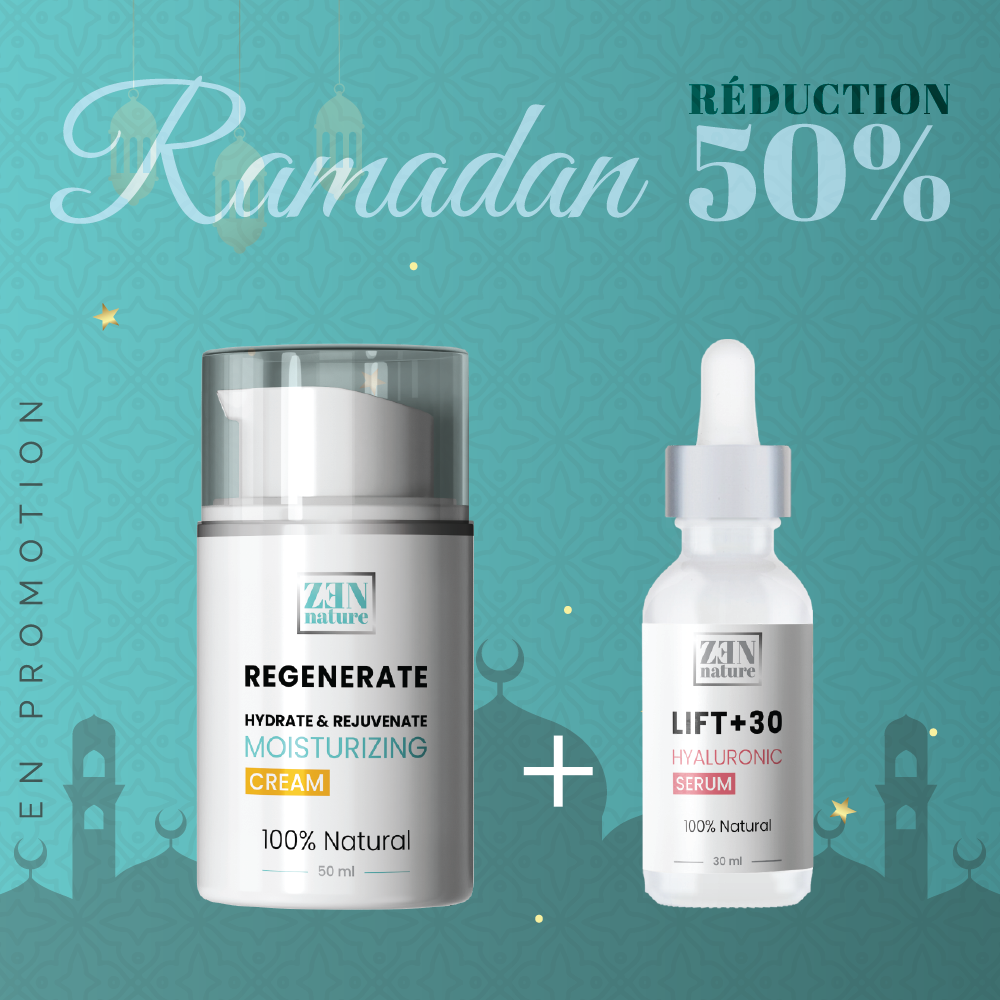 Ramadan
RÉDUCTION
50%
EN PROMOTION
ZEN
nature
REGENERATE
HYDRATE & REJUVENATE
MOISTURIZING
CREAM
100% Natural
50 ml
+
ZEN
nature
LIFT+30
HYALURONIC
SERUM
100% Natural
30 ml